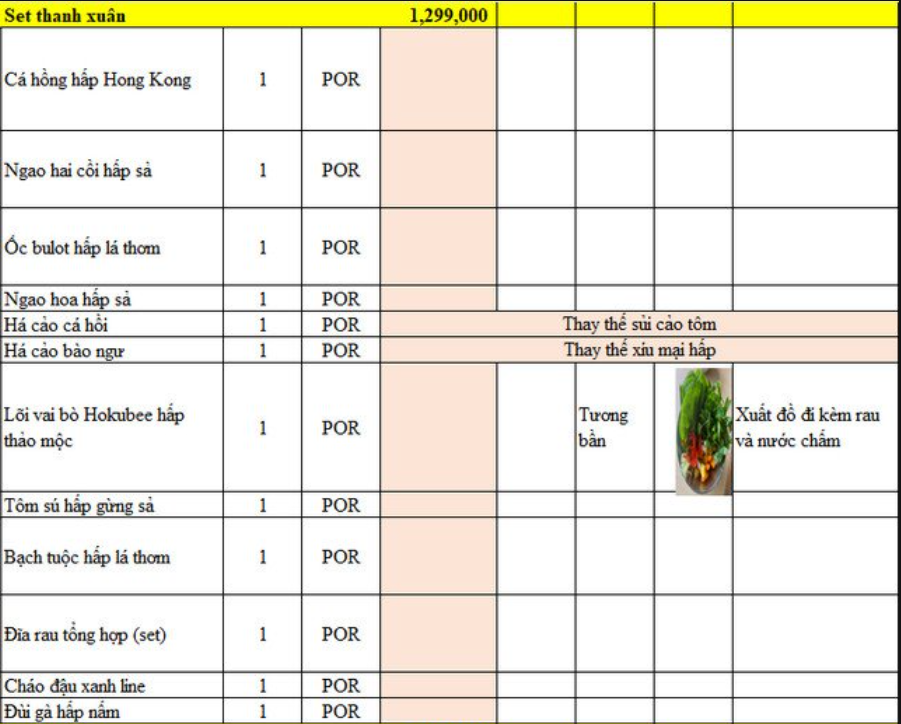 Set thanh xuân 1,299,000
Cá hồng hấp Hong Kong 1 POR
Ngao hai cồi hấp sả 1 POR
Ốc bulot hấp lá thơm 1 POR
Ngao hoa hấp sả 1 POR
Há cảo cá hồi 1 POR Thay thế sủi cảo tôm
Há cảo bào ngư 1 POR Thay thế xíu mại hấp
Lõi vai bò Hokubee hấp
thảo mộc 1 POR Tương
bần Xuất đồ đi kèm rau
và nước chấm
Tôm sú hấp gừng sả 1 POR
Bạch tuộc hấp lá thơm 1 POR
Đĩa rau tổng hợp (set) 1 POR
Cháo đậu xanh line 1 POR
Đùi gà hấp nấm 1 POR